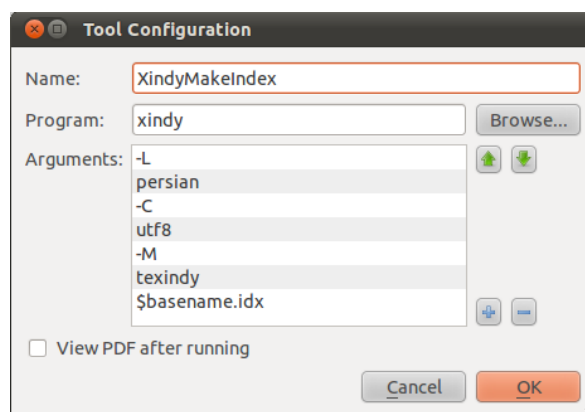 Tool Configuration
Name: XindyMakeIndex
Program: xindy Browse...
Arguments: -L
persian
-C
utf8
-M
texindy
$basename.idx
View PDF after running
Cancel OK